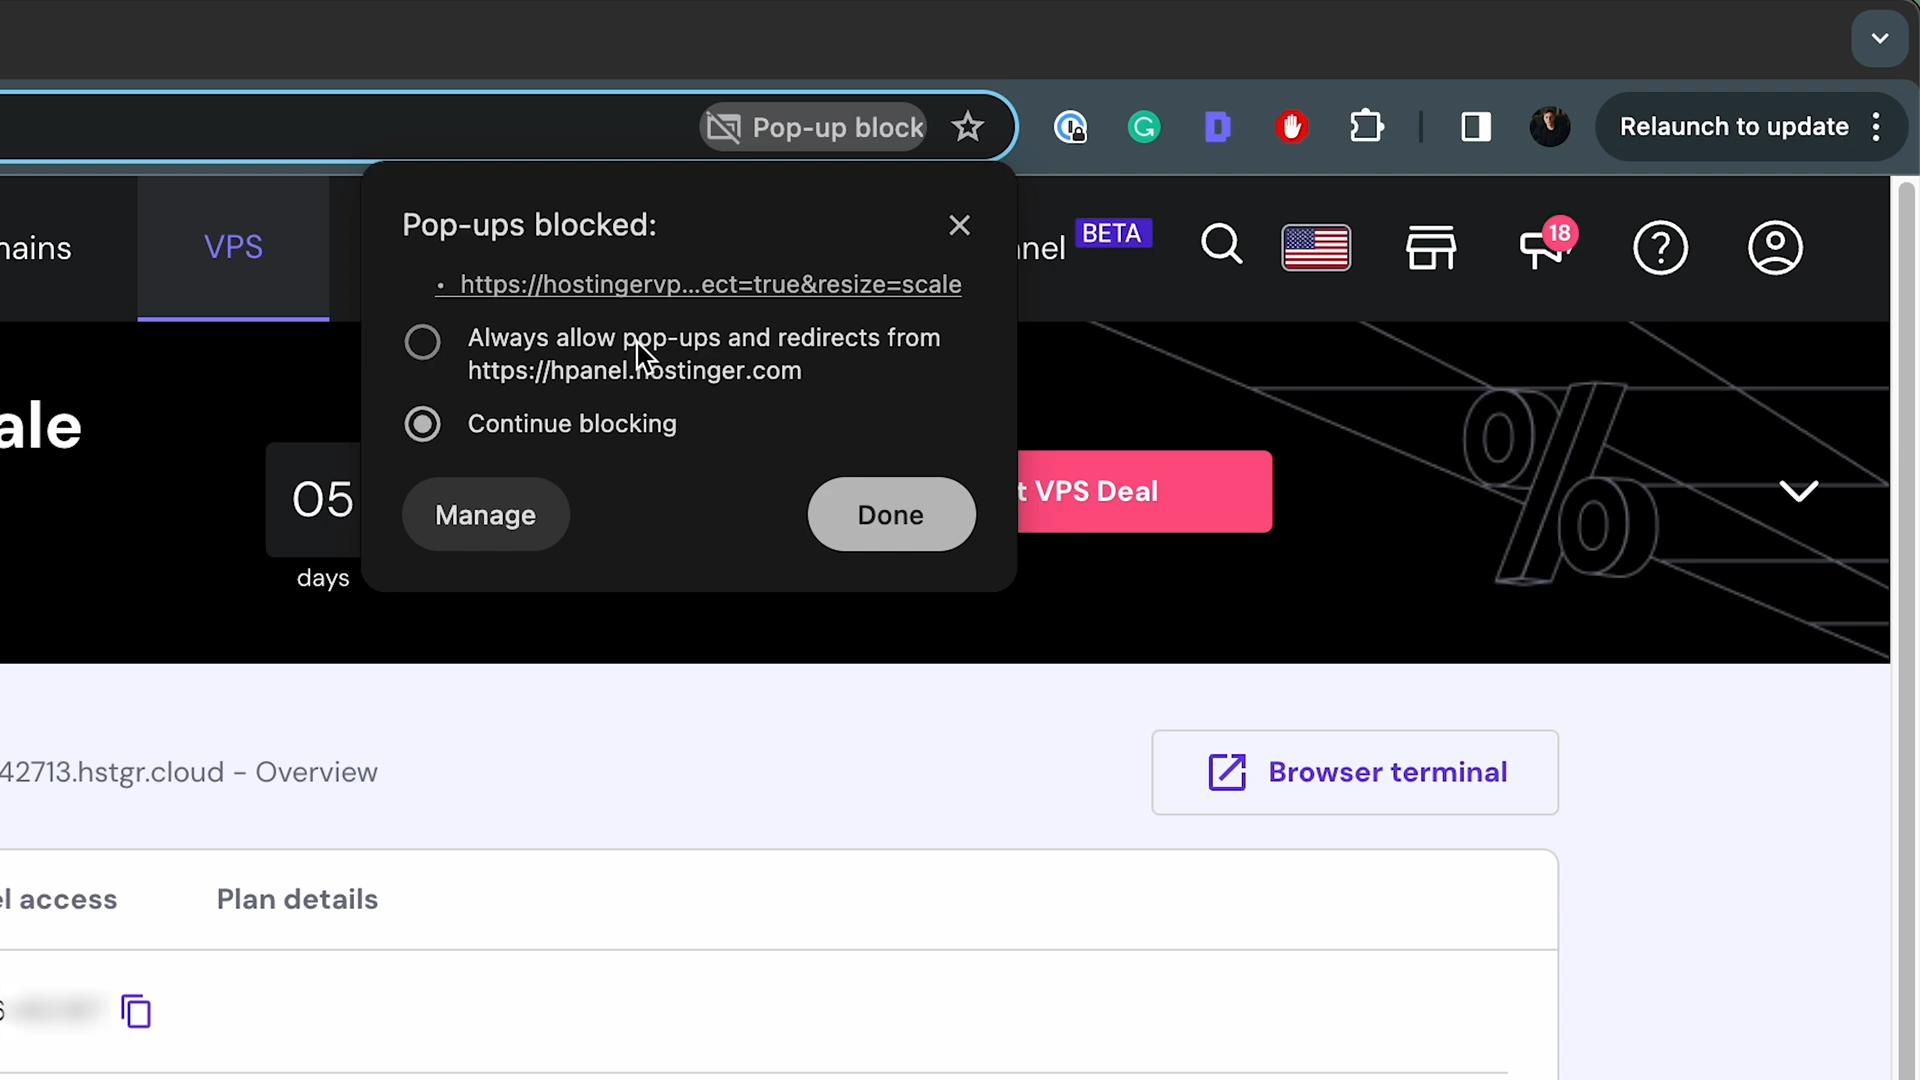 Pop-up block
Relaunch to update
mains
VPS
Pop-ups blocked:
• https://hostingervp...ect=true&resize=scale
Always allow pop-ups and redirects from
https://hpanel.hostinger.com
Continue blocking
Manage
Done
nel
BETA
18
ale
05
days
t VPS Deal
%
42713.hstgr.cloud - Overview
Browser terminal
l access
Plan details